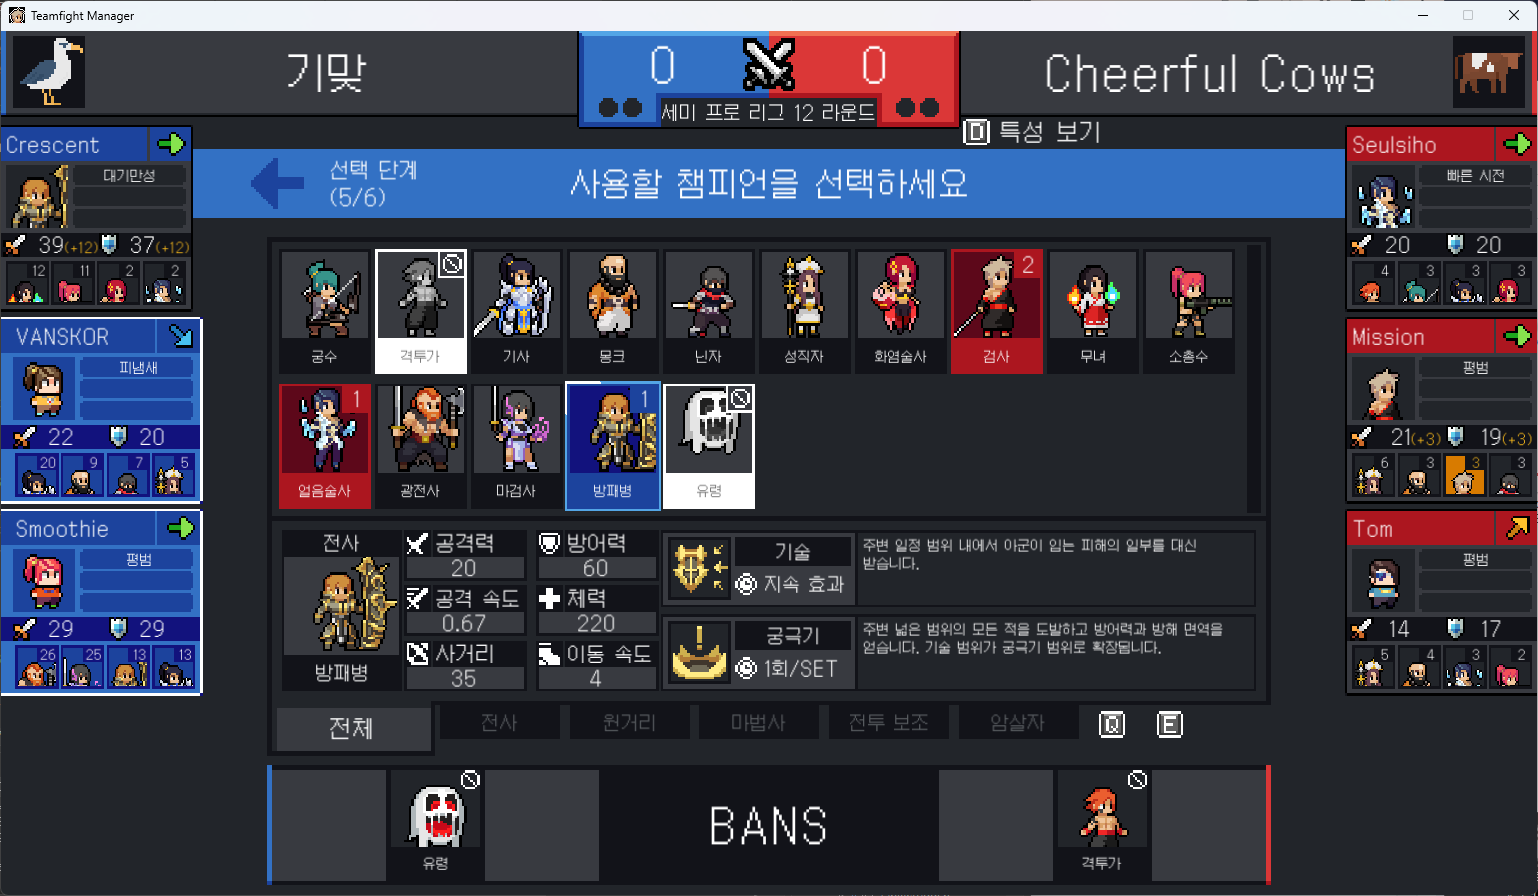 Teamfight Manager
기맞
0
0
Cheerful Cows
세미 프로 리그 12 라운드
D 특성 보기
선택 단계
(5/6)
사용할 챔피언을 선택하세요
Crescent
대기만성
39(+12) 37(+12)
12 11 2 2
VANSKOR
피냄새
22 20
20 9 7 5
Smoothie
평범
29 29
26 25 13 13
Seulsiho
빠른 시전
20 20
4 3 3 3
Mission
평범
21(+3) 19(+3)
6 3 3 3
Tom
평범
14 17
5 4 3 2
2
궁수 격투가 기사 몽크 닌자 성직자 화염술사 검사 무녀 소총수
1 1
얼음술사 광전사 마검사 방패병 유령
전사
방패병
공격력
20
방어력
60
공격 속도
0.67
체력
220
사거리
35
이동 속도
4
기술
지속 효과
주변 일정 범위 내에서 아군이 입는 피해의 일부를 대신
받습니다.
궁극기
1회/SET
주변 넓은 범위의 모든 적을 도발하고 방어력과 방해 면역을
얻습니다. 기술 범위가 궁극기 범위로 확장됩니다.
전체 전사 원거리 마법사 전투 보조 암살자 Q E
유령
BANS
격투가